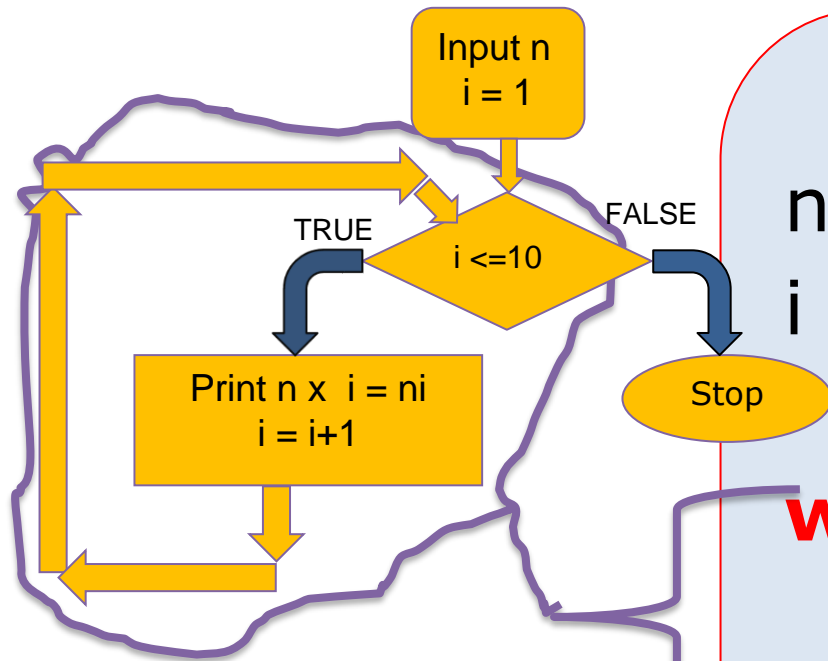 Input n
i = 1
TRUE
FALSE
i <=10
Print n x i = ni
i = i+1
Stop
n
i
w